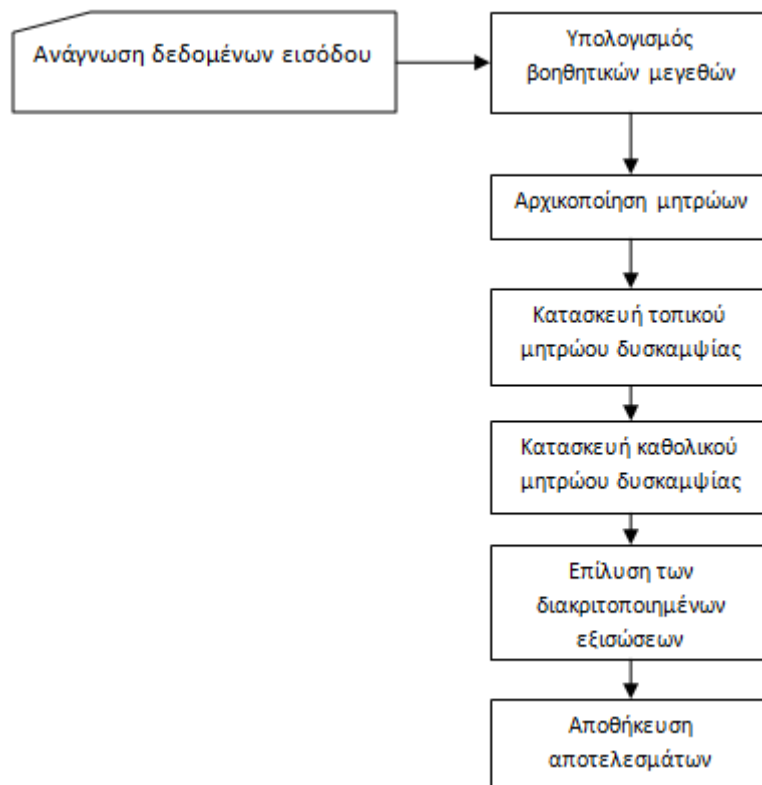 Ανάγνωση δεδομένων εισόδου
Υπολογισμός
βοηθητικών μεγεθών
Αρχικοποίηση μητρώων
Κατασκευή τοπικού
μητρώου δυσκαμψίας
Κατασκευή καθολικού
μητρώου δυσκαμψίας
Επίλυση των
διακριτοποιημένων
εξισώσεων
Αποθήκευση
αποτελεσμάτων